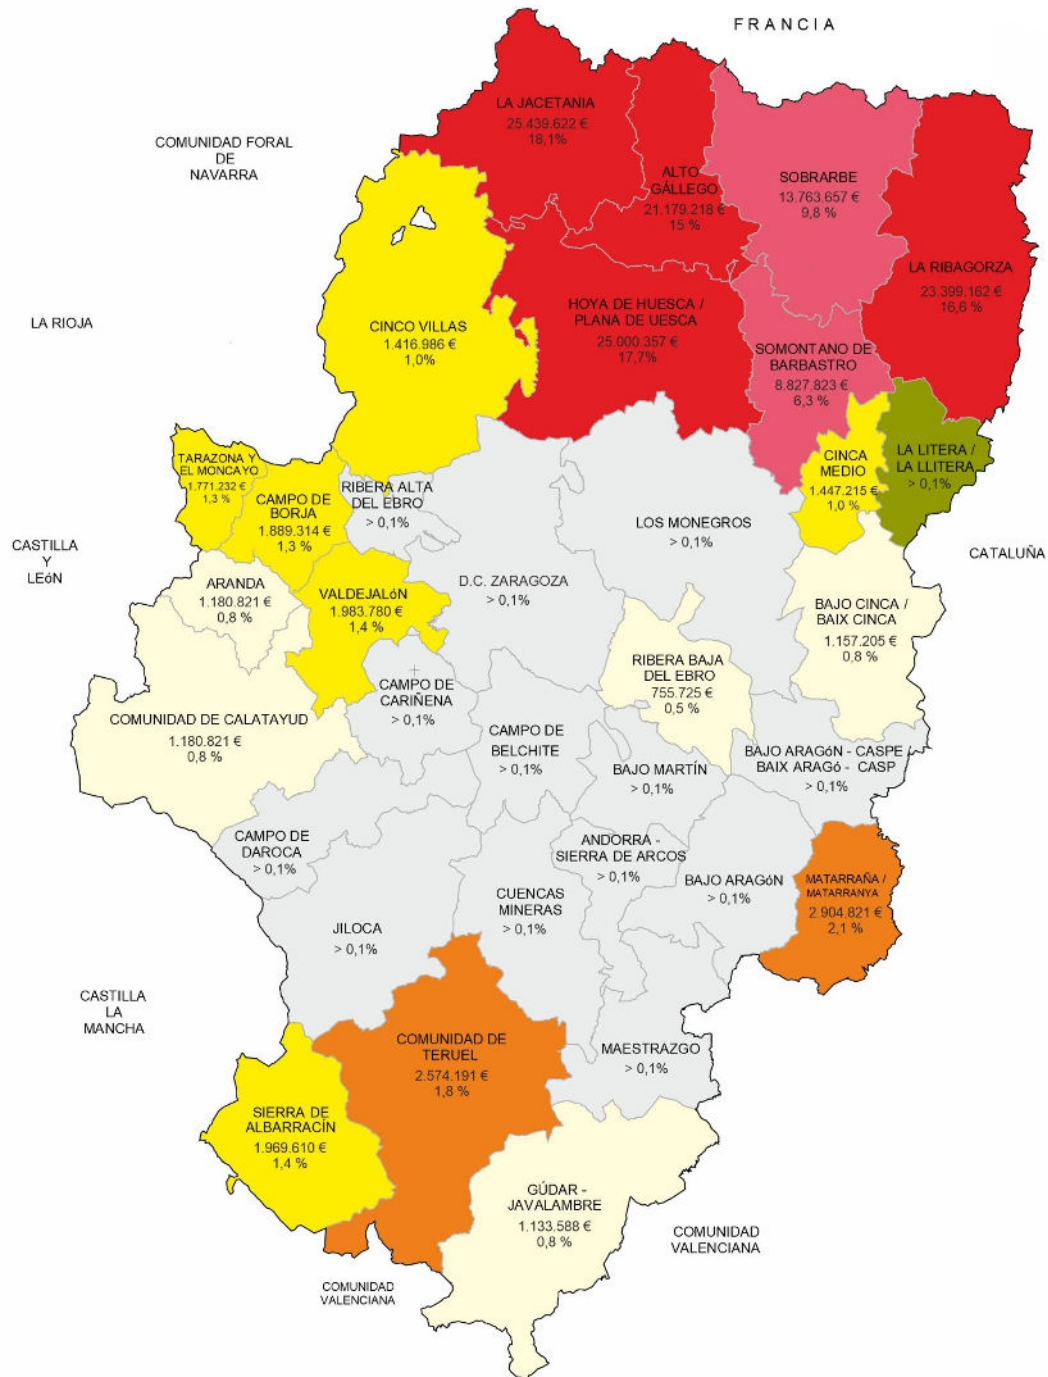 FRANCIA
COMUNIDAD FORAL
DE
NAVARRA
LA JACETANIA
25.439.622 €
18,1%
ALTO
GÁLLEGO
21.179.218 €
15 %
SOBRARBE
13.763.657 €
9,8 %
LA RIBAGORZA
23.399.162 €
16,6 %
LA RIOJA
CINCO VILLAS
1.416.986 €
1,0%
HOYA DE HUESCA /
PLANA DE UESCA
25.000.357 €
17,7%
SOMONTANO DE
BARBASTRO
8.827.823 €
6,3 %
TARAZONA Y
EL MONCAYO
1.771.232 €
1,3 %
CAMPO DE
BORJA
1.889.314 €
1,3 %
RIBERA ALTA
DEL EBRO
> 0,1%
CINCA
MEDIO
1.447.215 €
1,0 %
LA LITERA /
LA LLITERA
> 0,1%
LOS MONEGROS
> 0,1%
CASTILLA
Y
LEóN
CATALUÑA
ARANDA
1.180.821 €
0,8 %
VALDEJALóN
1.983.780 €
1,4 %
D.C. ZARAGOZA
> 0,1%
BAJO CINCA /
BAIX CINCA
1.157.205 €
0,8 %
RIBERA BAJA
DEL EBRO
755.725 €
0,5 %
CAMPO DE
CARIÑENA
> 0,1%
COMUNIDAD DE CALATAYUD
1.180.821 €
0,8 %
CAMPO DE
BELCHITE
> 0,1%
BAJO MARTÍN
> 0,1%
BAJO ARAGóN - CASPE /
BAIX ARAGó - CASP
> 0,1%
CAMPO DE
DAROCA
> 0,1%
ANDORRA -
SIERRA DE ARCOS
> 0,1%
BAJO ARAGóN
> 0,1%
MATARRAÑA /
MATARRANYA
2.904.821 €
2,1 %
CUENCAS
MINERAS
> 0,1%
JILOCA
> 0,1%
CASTILLA
LA
MANCHA
COMUNIDAD DE
TERUEL
2.574.191 €
1,8 %
MAESTRAZGO
> 0,1%
SIERRA DE
ALBARRACÍN
1.969.610 €
1,4 %
GÚDAR -
JAVALAMBRE
1.133.588 €
0,8 %
COMUNIDAD
VALENCIANA
COMUNIDAD
VALENCIANA